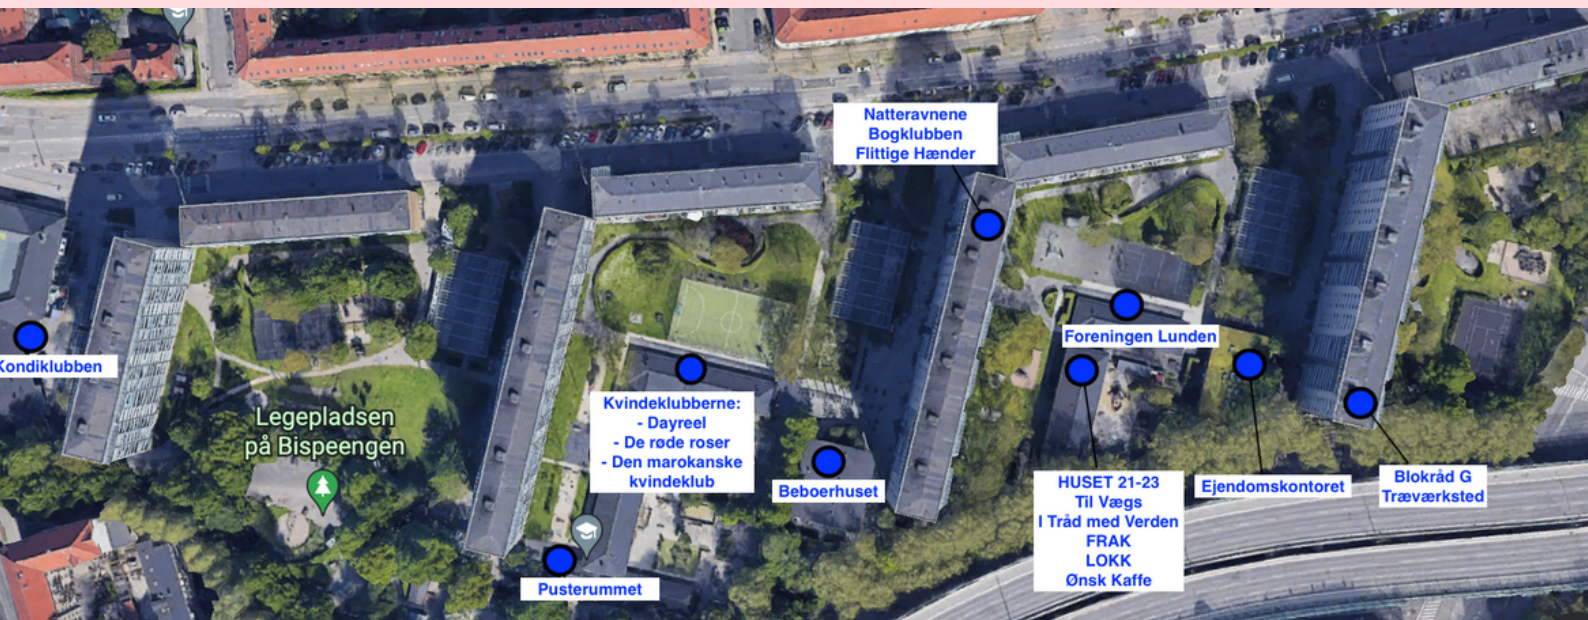 Natteravnene
Bogklubben
Flittige Hænder
Foreningen Lunden
Kondiklubben
Kvindeklubberne:
- Dayreel
- De røde roser
- Den marokanske
kvindeklub
Legepladsen
på Bispeengen
Beboerhuset
HUSET 21-23
Til Vægs
I Tråd med Verden
FRAK
LOKK
Ønsk Kaffe
Ejendomskontoret
Blokråd G
Træværksted
Pusterummet